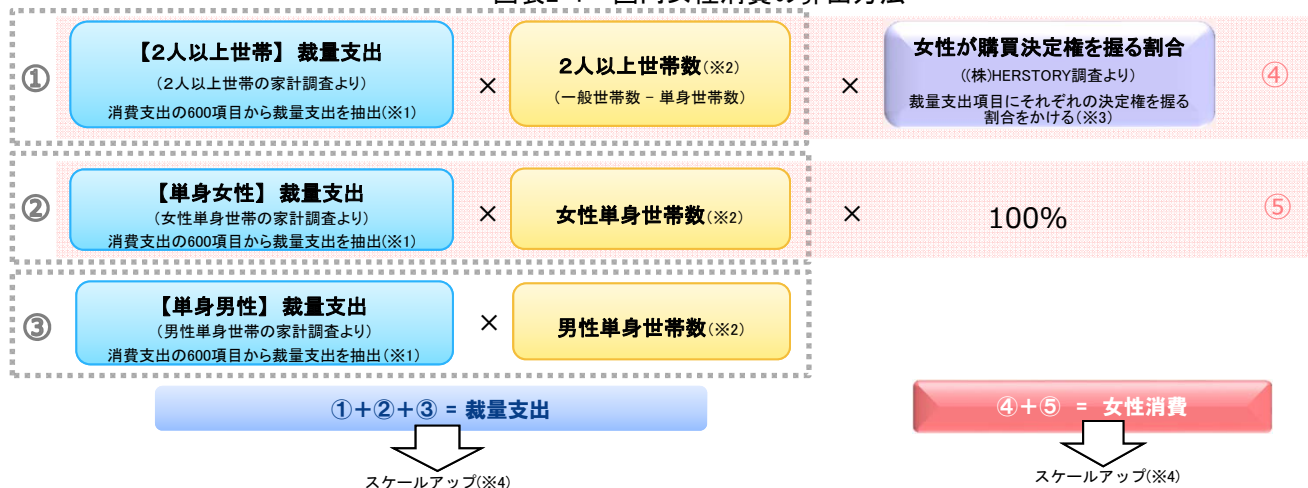 ①
【2人以上世帯】裁量支出
(2人以上世帯の家計調査より)
消費支出の600項目から裁量支出を抽出(※1)
×
2人以上世帯数(※2)
(一般世帯数 − 単身世帯数)
×
女性が購買決定権を握る割合
((株)HERSTORY調査より)
裁量支出項目にそれぞれの決定権を握る
割合をかける(※3)
④
②
【単身女性】裁量支出
(女性単身世帯の家計調査より)
消費支出の600項目から裁量支出を抽出(※1)
×
女性単身世帯数(※2)
×
100%
⑤
③
【単身男性】裁量支出
(男性単身世帯の家計調査より)
消費支出の600項目から裁量支出を抽出(※1)
×
男性単身世帯数(※2)
①+②+③ = 裁量支出
④+⑤ = 女性消費
スケールアップ(※4)
スケールアップ(※4)